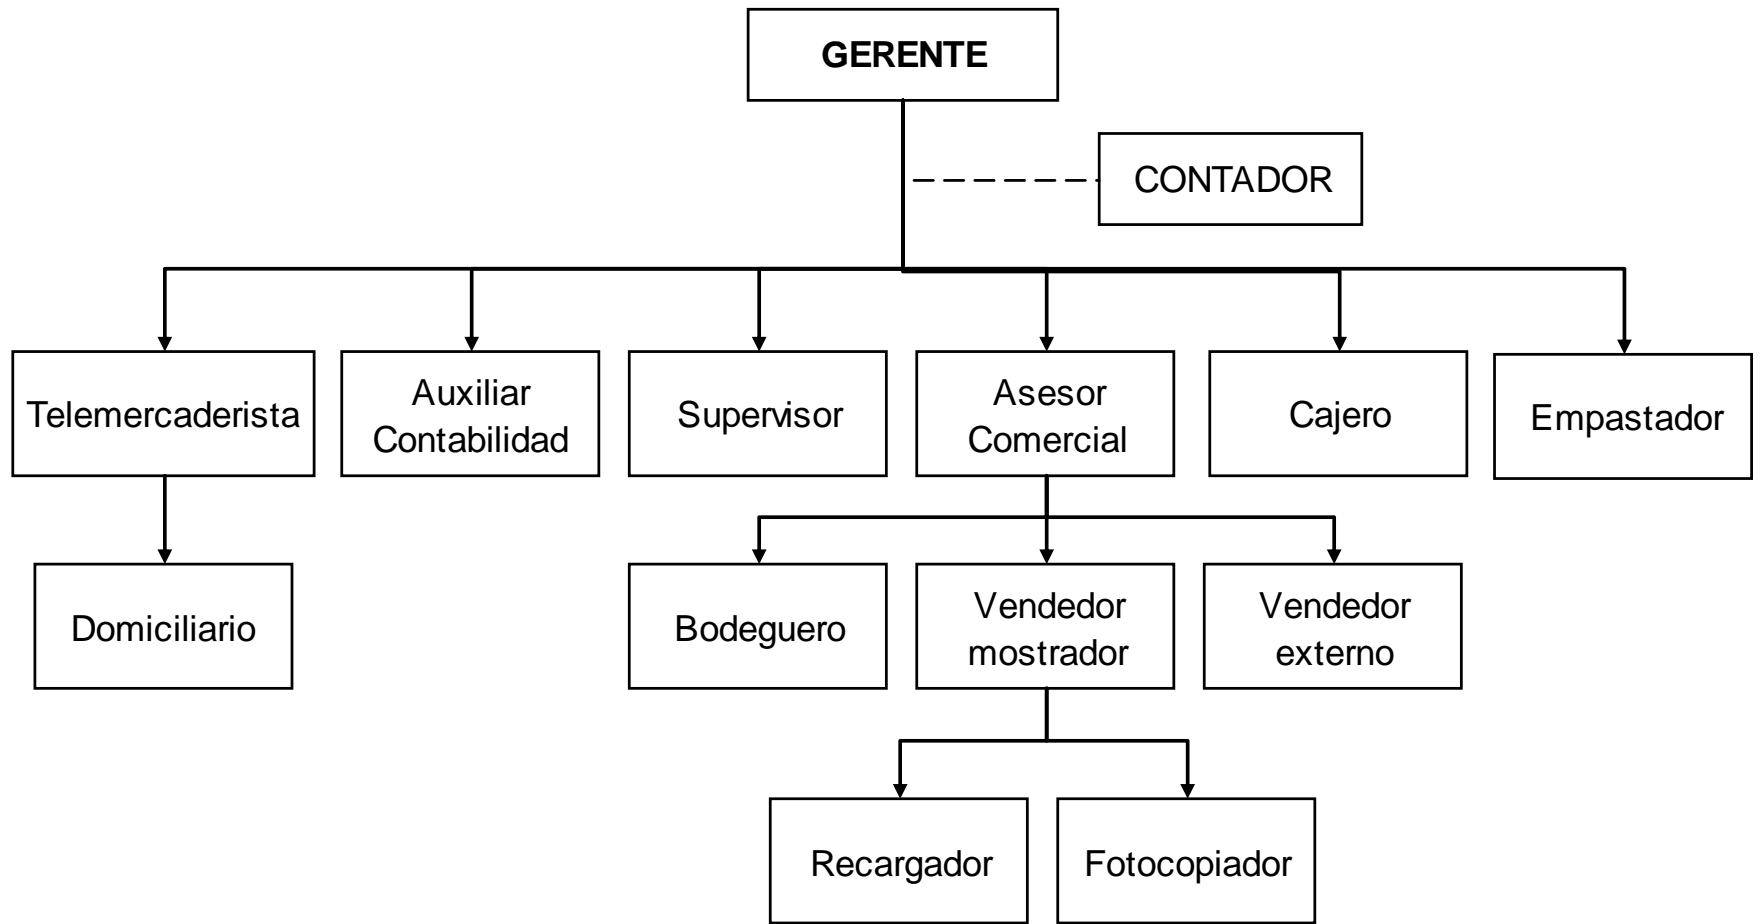 GERENTE
CONTADOR
Telemercaderista
Auxiliar
Contabilidad
Supervisor
Asesor
Comercial
Cajero
Empastador
Domiciliario
Bodeguero
Vendedor
mostrador
Vendedor
externo
Recargador
Fotocopiador